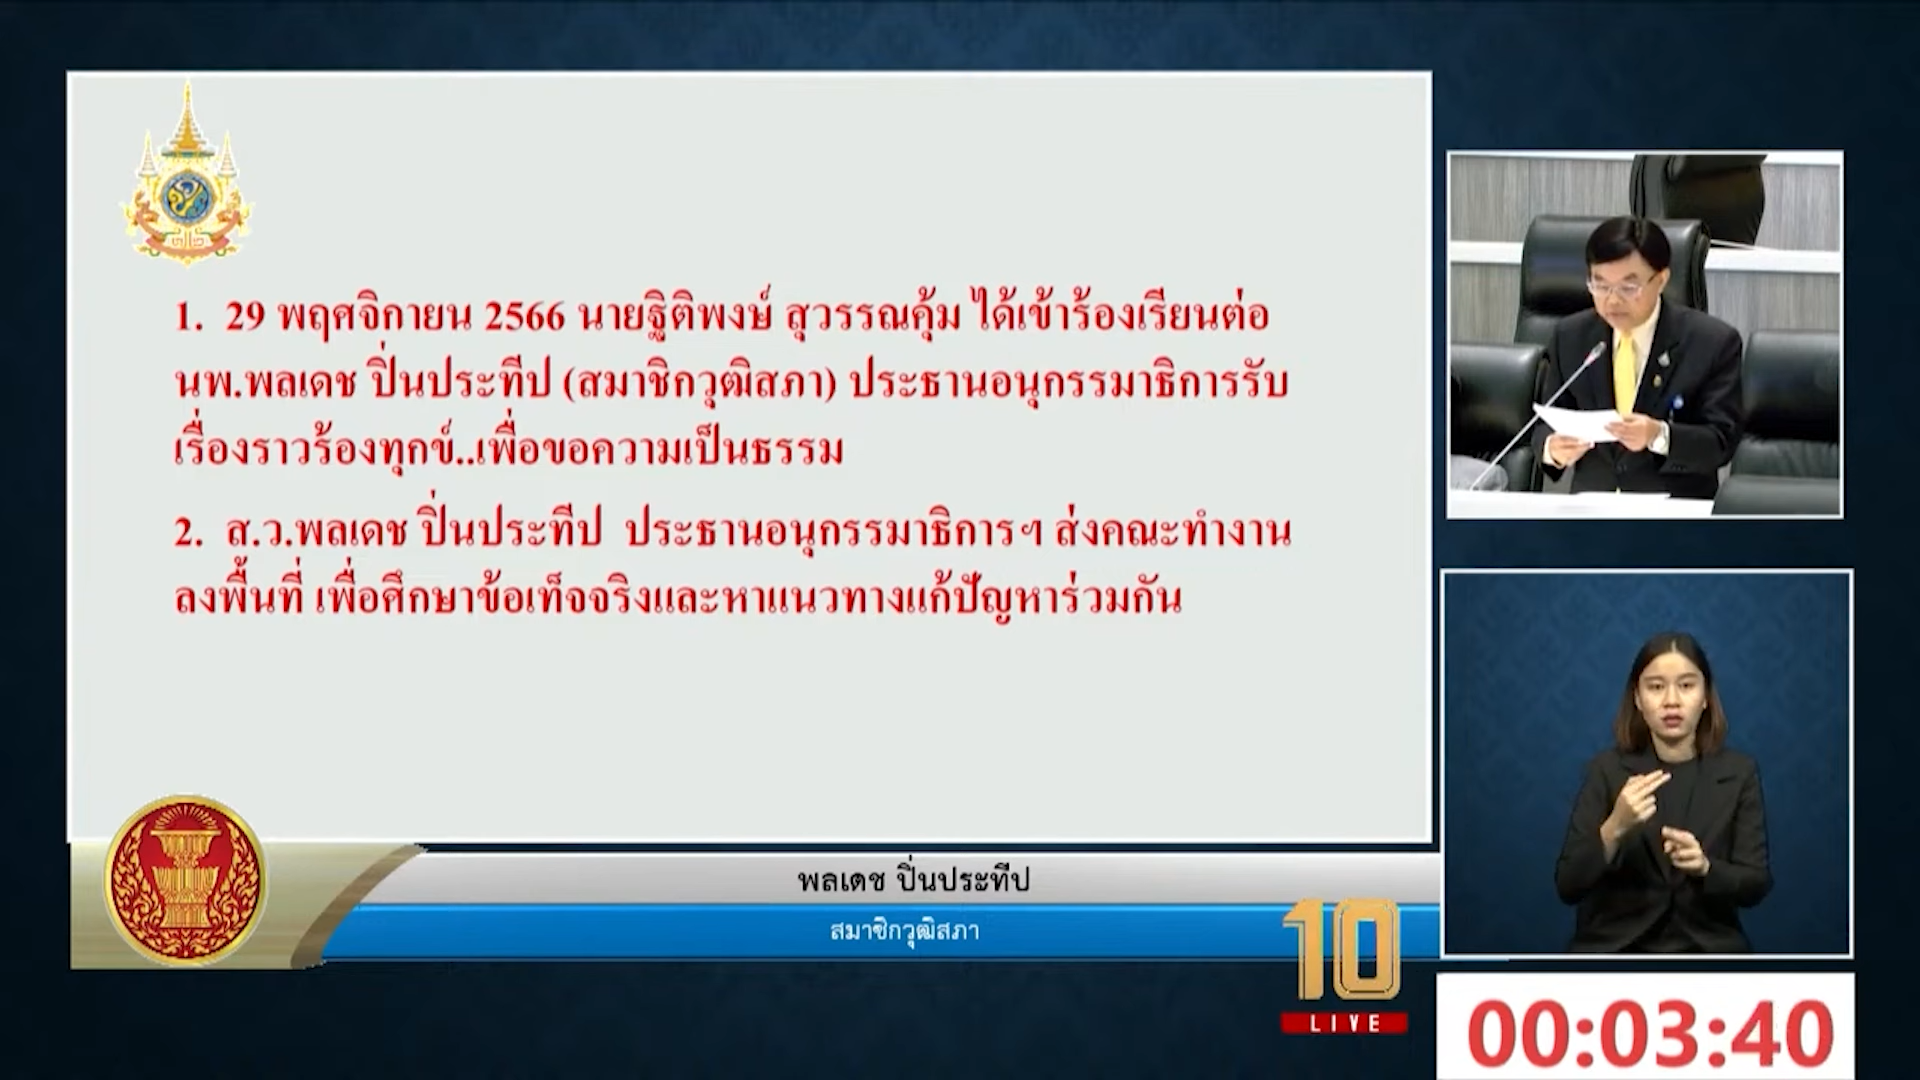 1. 29 พฤศจิกายน 2566 นายฐิติพงษ์ สุวรรณคุ้ม ได้เข้าร้องเรียนต่อ
นพ.พลเดช ปิ่นประทีป (สมาชิกวุฒิสภา) ประธานอนุกรรมาธิการรับ
เรื่องราวร้องทุกข์..เพื่อขอความเป็นธรรม
2. ส.ว.พลเดช ปิ่นประทีป ประธานอนุกรรมาธิการฯ ส่งคณะทำงาน
ลงพื้นที่ เพื่อศึกษาข้อเท็จจริงและหาแนวทางแก้ปัญหาร่วมกัน
พลเดช ปิ่นประทีป
สมาชิกวุฒิสภา
10
LIVE
00:03:40